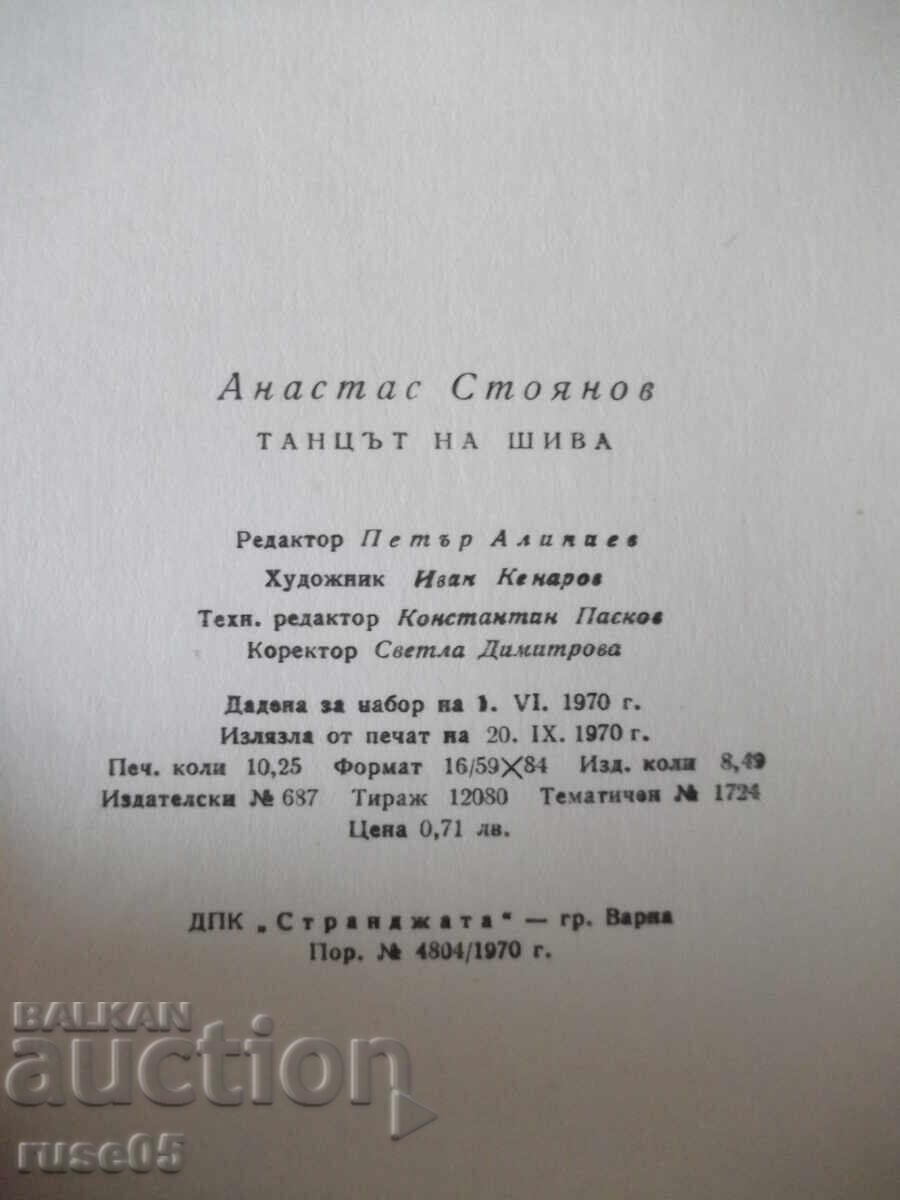 Анастас Стоянов
ТАНЦЪТ НА ШИВА
Редактор Петър Алипиев
Художник Иван Кенаров
Техн. редактор Константан Пасков
Коректор Светла Димитрова
Дадена за набор на 1. VI. 1970 г.
Излязла от печат на 20. IX. 1970 г.
Печ. коли 10,25 Формат 16/59×84 Изд. коли 8,49
Издателски № 687 Тираж 12080 Тематичен № 1724
Цена 0,71 лв.
ДПК „Странджата“ — гр. Варна
Пор. № 4804/1970 г.
BALKAN
auction
ruse05